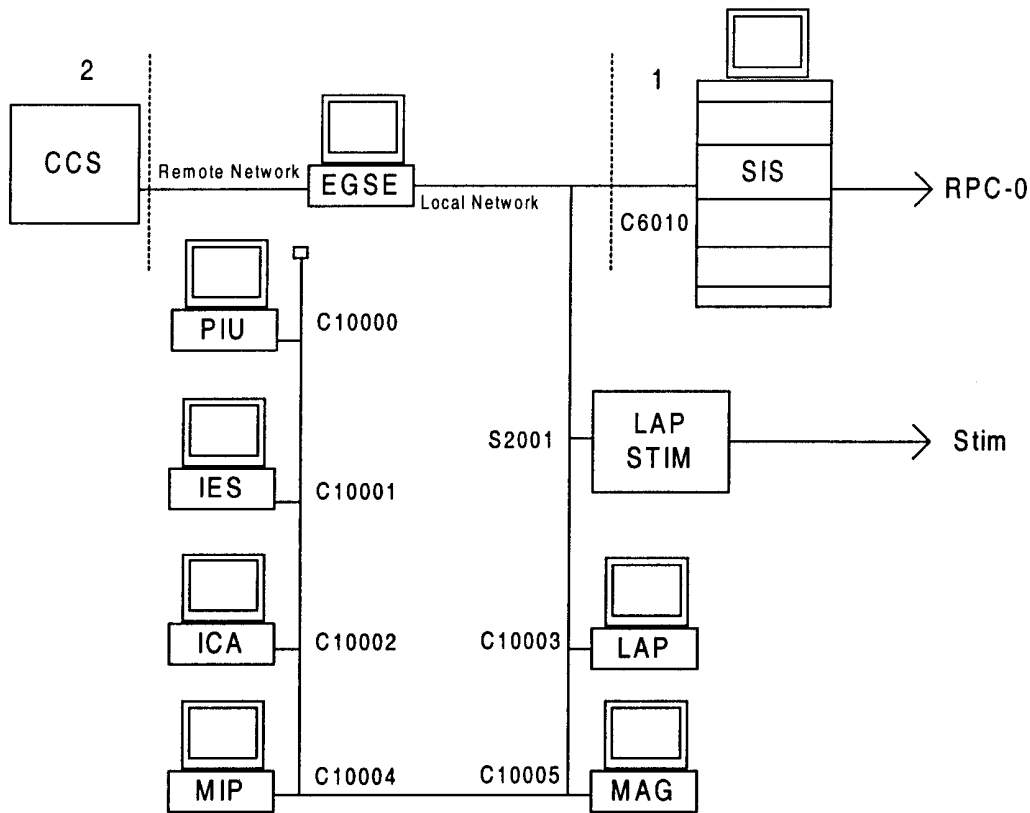 2
1
CCS
Remote Network
EGSE
Local Network
SIS
RPC-0
C6010
PIU
C10000
S2001
LAP
STIM
Stim
IES
C10001
ICA
C10002
C10003
LAP
MIP
C10004
C10005
MAG